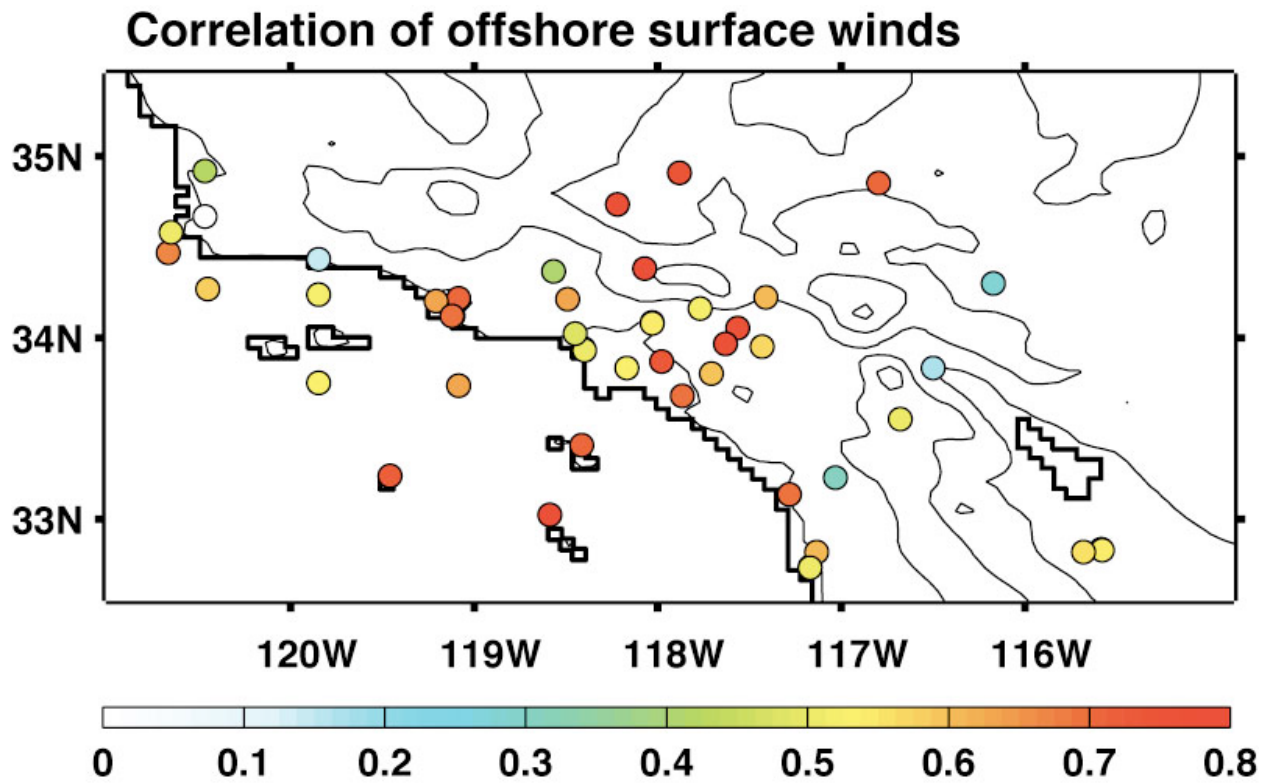 Correlation of offshore surface winds
35N
34N
33N
120W 119W 118W 117W 116W
0 0.1 0.2 0.3 0.4 0.5 0.6 0.7 0.8